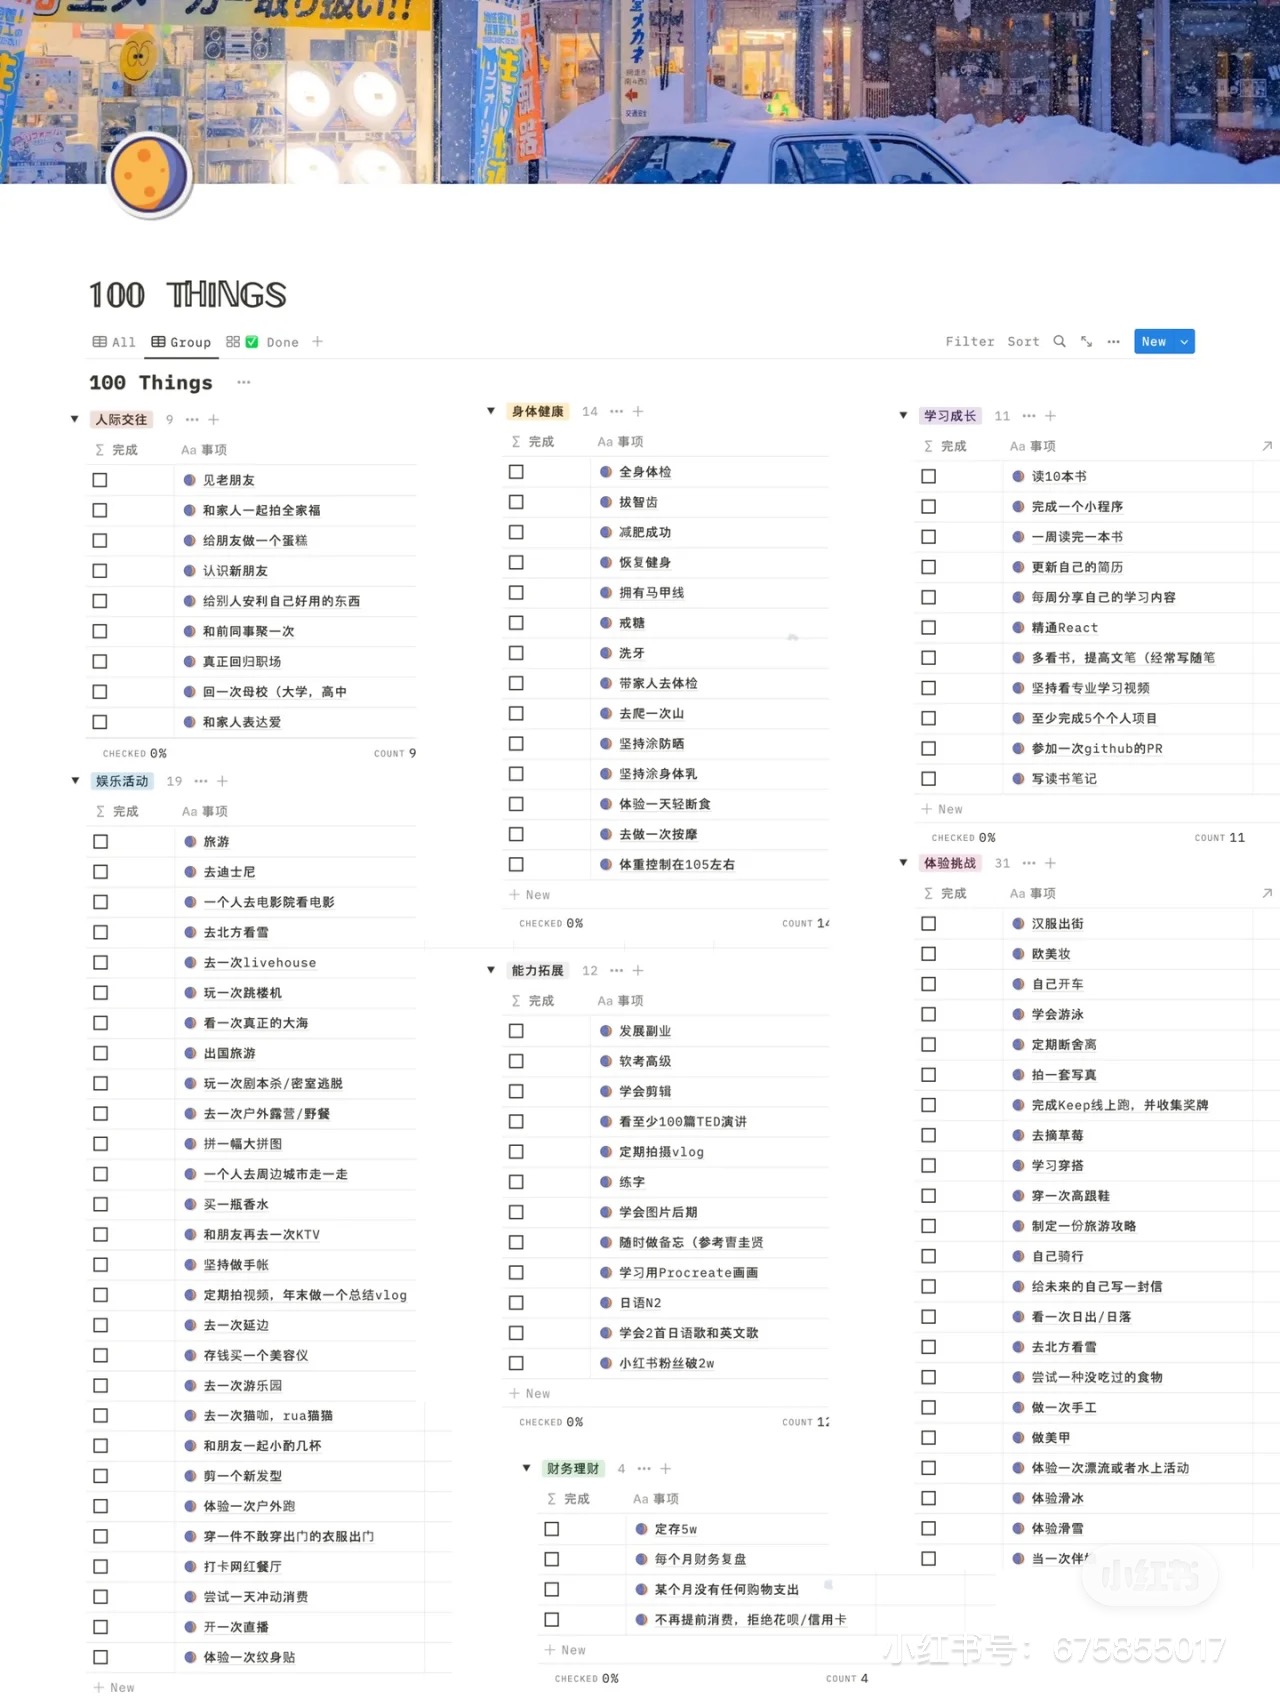 取り扱い!!
100 THINGS
All Group Done +
Filter Sort New
100 Things ...
人际交往 9 ... +
∑ 完成 Aa 事项
见老朋友
和家人一起拍全家福
给朋友做一个蛋糕
认识新朋友
给别人安利自己好用的东西
和前同事聚一次
真正回归职场
回一次母校（大学，高中
和家人表达爱
CHECKED 0% COUNT 9
娱乐活动 19 ... +
∑ 完成 Aa 事项
旅游
去迪士尼
一个人去电影院看电影
去北方看雪
去一次livehouse
玩一次跳楼机
看一次真正的大海
出国旅游
玩一次剧本杀/密室逃脱
去一次户外露营/野餐
拼一幅大拼图
一个人去周边城市走一走
买一瓶香水
和朋友再去一次KTV
坚持做手帐
定期拍视频，年末做一个总结vlog
去一次延边
存钱买一个美容仪
去一次游乐园
去一次猫咖，rua猫猫
和朋友一起小酌几杯
剪一个新发型
体验一次户外跑
穿一件不敢穿出门的衣服出门
打卡网红餐厅
尝试一天冲动消费
开一次直播
体验一次纹身贴
+ New
身体健康 14 ... +
∑ 完成 Aa 事项
全身体检
拔智齿
减肥成功
恢复健身
拥有马甲线
戒糖
洗牙
带家人去体检
去爬一次山
坚持涂防晒
坚持涂身体乳
体验一天轻断食
去做一次按摩
体重控制在105左右
+ New
CHECKED 0% COUNT 14
能力拓展 12 ... +
∑ 完成 Aa 事项
发展副业
软考高级
学会剪辑
看至少100篇TED演讲
定期拍摄vlog
练字
学会图片后期
随时做备忘（参考曹圭贤
学习用Procreate画画
日语N2
学会2首日语歌和英文歌
小红书粉丝破2w
+ New
CHECKED 0% COUNT 12
财务理财 4 ... +
∑ 完成 Aa 事项
定存5w
每个月财务复盘
某个月没有任何购物支出
不再提前消费，拒绝花呗/信用卡
+ New
CHECKED 0% COUNT 4
学习成长 11 ... +
∑ 完成 Aa 事项
读10本书
完成一个小程序
一周读完一本书
更新自己的简历
每周分享自己的学习内容
精通React
多看书，提高文笔（经常写随笔
坚持看专业学习视频
至少完成5个个人项目
参加一次github的PR
写读书笔记
+ New
CHECKED 0% COUNT 11
体验挑战 31 ... +
∑ 完成 Aa 事项
汉服出街
欧美妆
自己开车
学会游泳
定期断舍离
拍一套写真
完成Keep线上跑，并收集奖牌
去摘草莓
学习穿搭
穿一次高跟鞋
制定一份旅游攻略
自己骑行
给未来的自己写一封信
看一次日出/日落
去北方看雪
尝试一种没吃过的食物
做一次手工
做美甲
体验一次漂流或者水上活动
体验滑冰
体验滑雪
当一次伴
小红书
小红书号：675855017